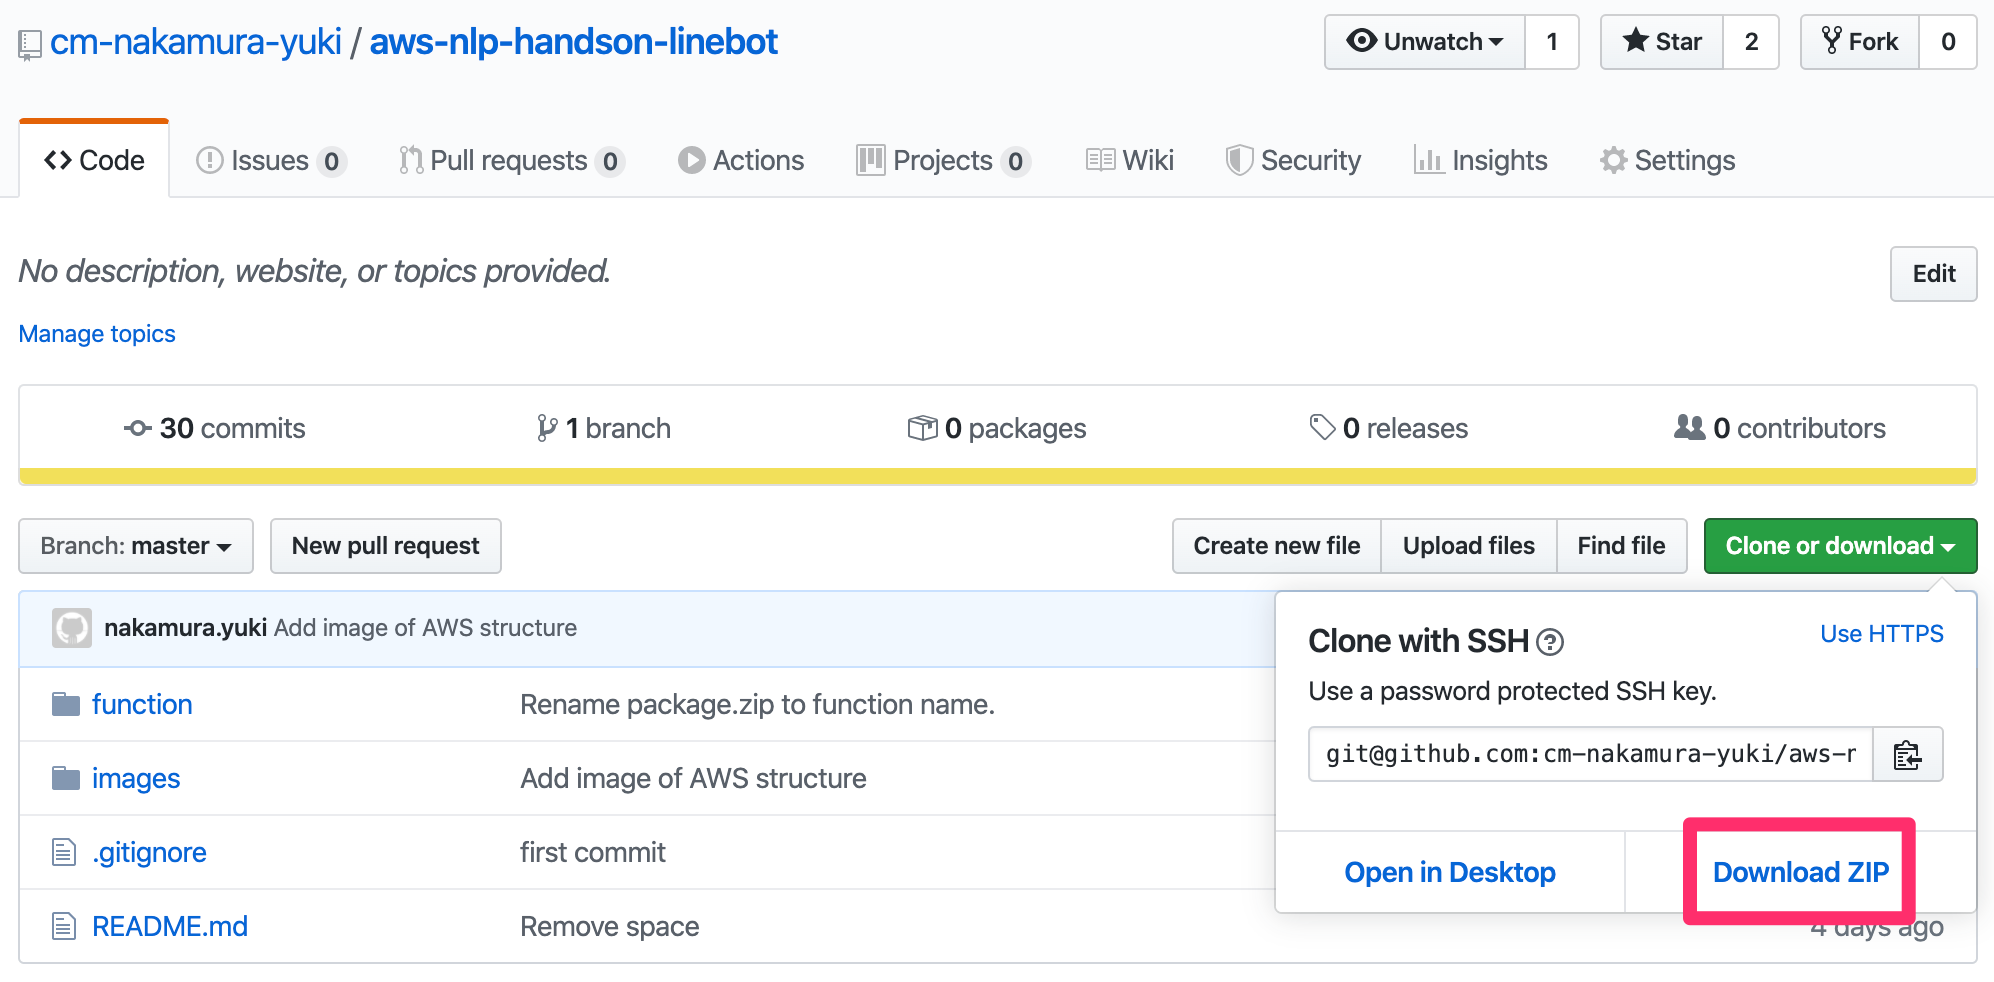 cm-nakamura-yuki / aws-nlp-handson-linebot
Unwatch 1 Star 2 Fork 0
Code Issues 0 Pull requests 0 Actions Projects 0 Wiki Security Insights Settings
No description, website, or topics provided.
Edit
Manage topics
30 commits 1 branch 0 packages 0 releases 0 contributors
Branch: master New pull request Create new file Upload files Find file Clone or download
nakamura.yuki Add image of AWS structure
function Rename package.zip to function name.
images Add image of AWS structure
.gitignore first commit
README.md Remove space
4 days ago
Clone with SSH ?
Use HTTPS
Use a password protected SSH key.
git@github.com:cm-nakamura-yuki/aws-r
Open in Desktop
Download ZIP